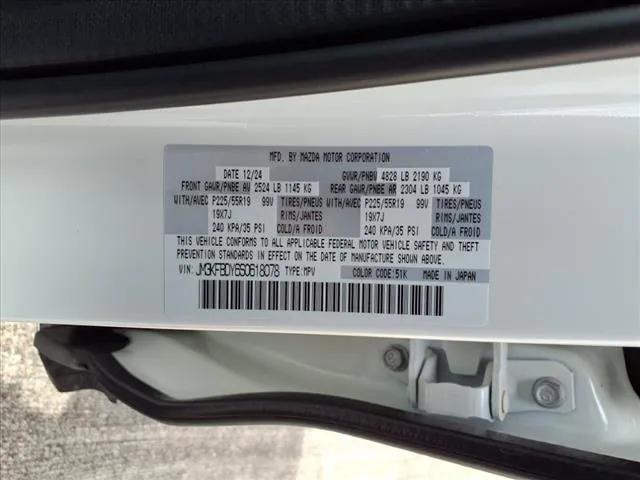 MFD. BY MAZDA MOTOR CORPORATION
DATE 12/24 GVWR/PNBV 4828 LB 2190 KG
FRONT GAWR/PNBE AV 2524 LB 1145 KG REAR GAWR/PNBE AR 2304 LB 1045 KG
WITH/AVEC P225/55R19 99V TIRES/PNEUS WITH/AVEC P225/55R19 99V TIRES/PNEUS
19X7J RIMS/JANTES 19X7J RIMS/JANTES
240 KPA/35 PSI COLD/A FROID 240 KPA/35 PSI COLD/A FROID
THIS VEHICLE CONFORMS TO ALL APPLICABLE FEDERAL MOTOR VEHICLE SAFETY AND THEFT
PREVENTION STANDARDS IN EFFECT ON THE DATE OF MANUFACTURE SHOWN ABOVE.
VIN: JM3KFBDY6S0618078 TYPE: MPV COLOR CODE:51K MADE IN JAPAN